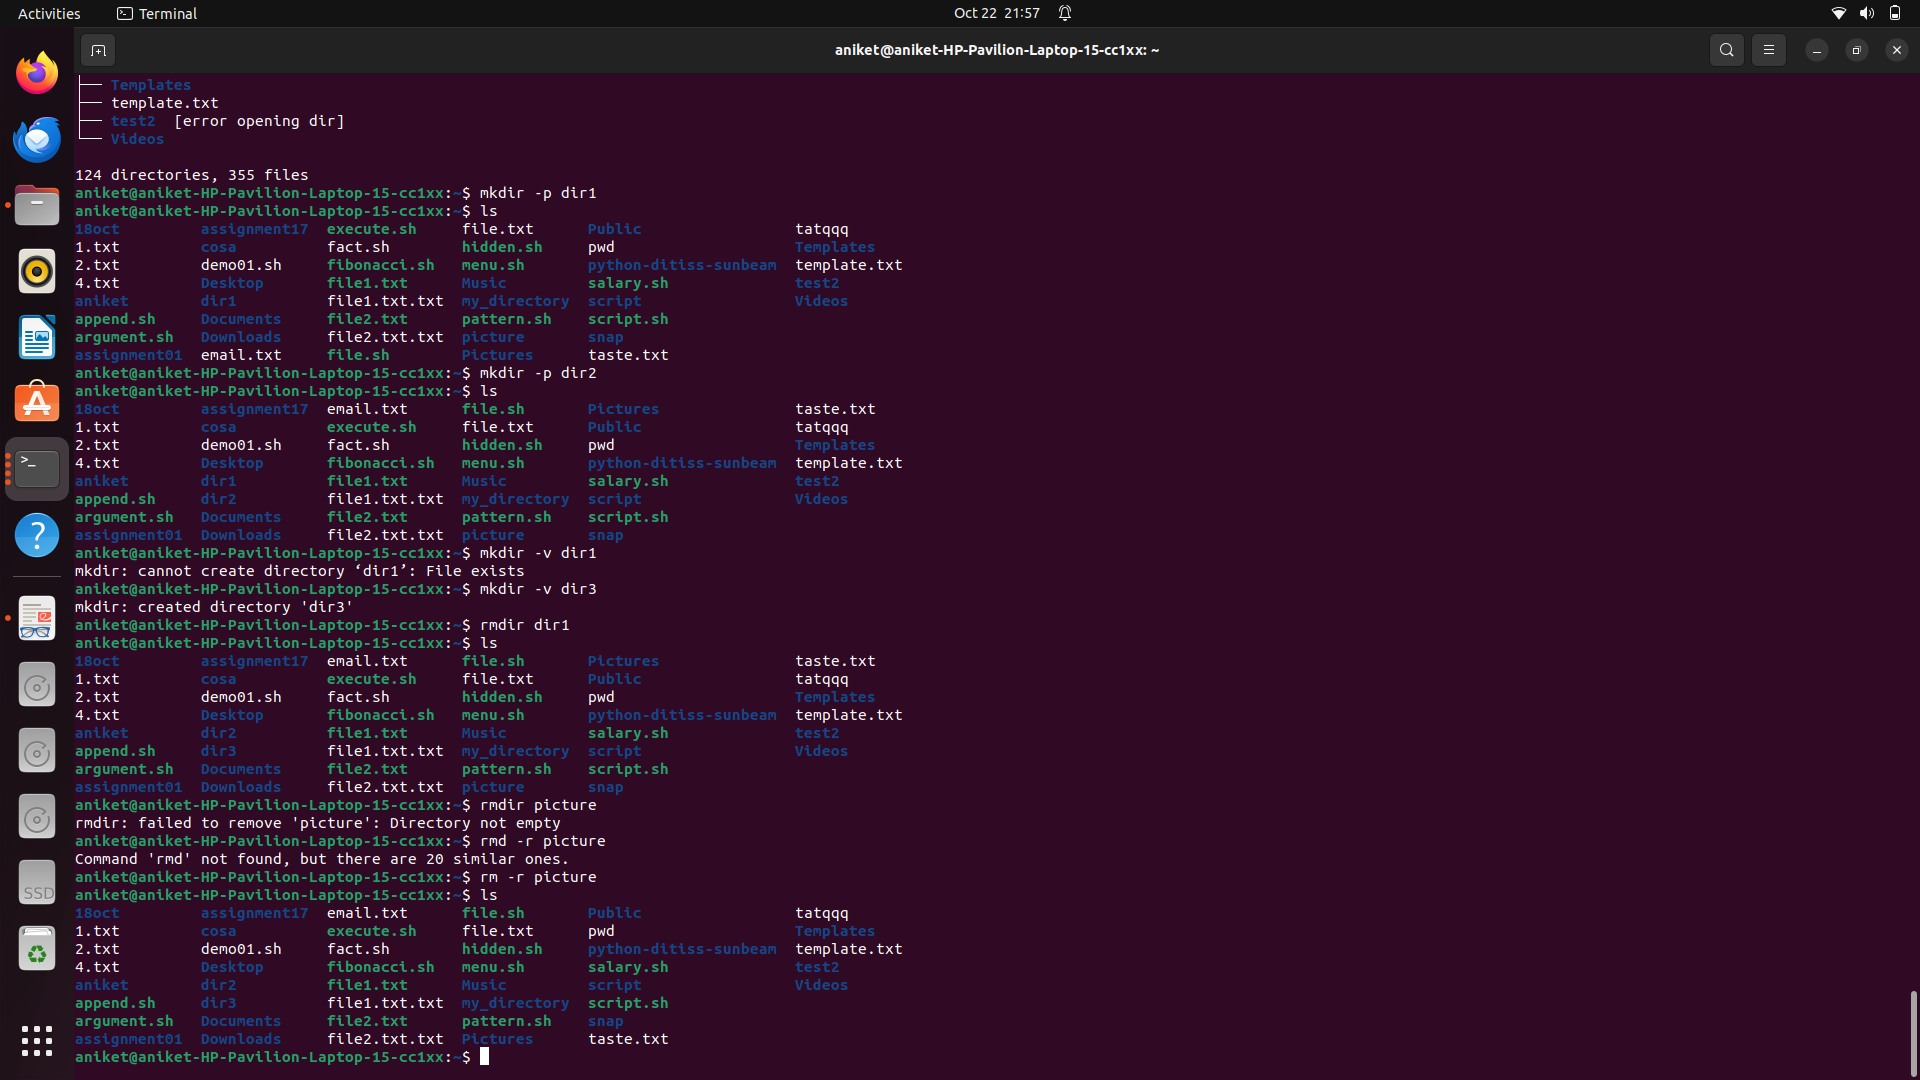 Activities Terminal Oct 22 21:57
aniket@aniket-HP-Pavilion-Laptop-15-cc1xx: ~
├── Templates
├── template.txt
├── test2 [error opening dir]
└── Videos
124 directories, 355 files
aniket@aniket-HP-Pavilion-Laptop-15-cc1xx:~$ mkdir -p dir1
aniket@aniket-HP-Pavilion-Laptop-15-cc1xx:~$ ls
18oct assignment17 execute.sh file.txt Public tatqqq
1.txt cosa fact.sh hidden.sh pwd Templates
2.txt demo01.sh fibonacci.sh menu.sh python-ditiss-sunbeam template.txt
4.txt Desktop file1.txt Music salary.sh test2
aniket dir1 file1.txt.txt my_directory script Videos
append.sh Documents file2.txt pattern.sh script.sh
argument.sh Downloads file2.txt.txt picture snap
assignment01 email.txt file.sh Pictures taste.txt
aniket@aniket-HP-Pavilion-Laptop-15-cc1xx:~$ mkdir -p dir2
aniket@aniket-HP-Pavilion-Laptop-15-cc1xx:~$ ls
18oct assignment17 email.txt file.sh Pictures taste.txt
1.txt cosa execute.sh file.txt Public tatqqq
2.txt demo01.sh fact.sh hidden.sh pwd Templates
4.txt Desktop fibonacci.sh menu.sh python-ditiss-sunbeam template.txt
aniket dir1 file1.txt Music salary.sh test2
append.sh dir2 file1.txt.txt my_directory script Videos
argument.sh Documents file2.txt pattern.sh script.sh
assignment01 Downloads file2.txt.txt picture snap
aniket@aniket-HP-Pavilion-Laptop-15-cc1xx:~$ mkdir -v dir1
mkdir: cannot create directory ‘dir1’: File exists
aniket@aniket-HP-Pavilion-Laptop-15-cc1xx:~$ mkdir -v dir3
mkdir: created directory 'dir3'
aniket@aniket-HP-Pavilion-Laptop-15-cc1xx:~$ rmdir dir1
aniket@aniket-HP-Pavilion-Laptop-15-cc1xx:~$ ls
18oct assignment17 email.txt file.sh Pictures taste.txt
1.txt cosa execute.sh file.txt Public tatqqq
2.txt demo01.sh fact.sh hidden.sh pwd Templates
4.txt Desktop fibonacci.sh menu.sh python-ditiss-sunbeam template.txt
aniket dir2 file1.txt Music salary.sh test2
append.sh dir3 file1.txt.txt my_directory script Videos
argument.sh Documents file2.txt pattern.sh script.sh
assignment01 Downloads file2.txt.txt picture snap
aniket@aniket-HP-Pavilion-Laptop-15-cc1xx:~$ rmdir picture
rmdir: failed to remove 'picture': Directory not empty
aniket@aniket-HP-Pavilion-Laptop-15-cc1xx:~$ rmd -r picture
Command 'rmd' not found, but there are 20 similar ones.
aniket@aniket-HP-Pavilion-Laptop-15-cc1xx:~$ rm -r picture
aniket@aniket-HP-Pavilion-Laptop-15-cc1xx:~$ ls
18oct assignment17 email.txt file.sh Public tatqqq
1.txt cosa execute.sh file.txt pwd Templates
2.txt demo01.sh fact.sh hidden.sh python-ditiss-sunbeam template.txt
4.txt Desktop fibonacci.sh menu.sh salary.sh test2
aniket dir2 file1.txt Music script Videos
append.sh dir3 file1.txt.txt my_directory script.sh
argument.sh Documents file2.txt pattern.sh snap
assignment01 Downloads file2.txt.txt Pictures taste.txt
aniket@aniket-HP-Pavilion-Laptop-15-cc1xx:~$
SSD